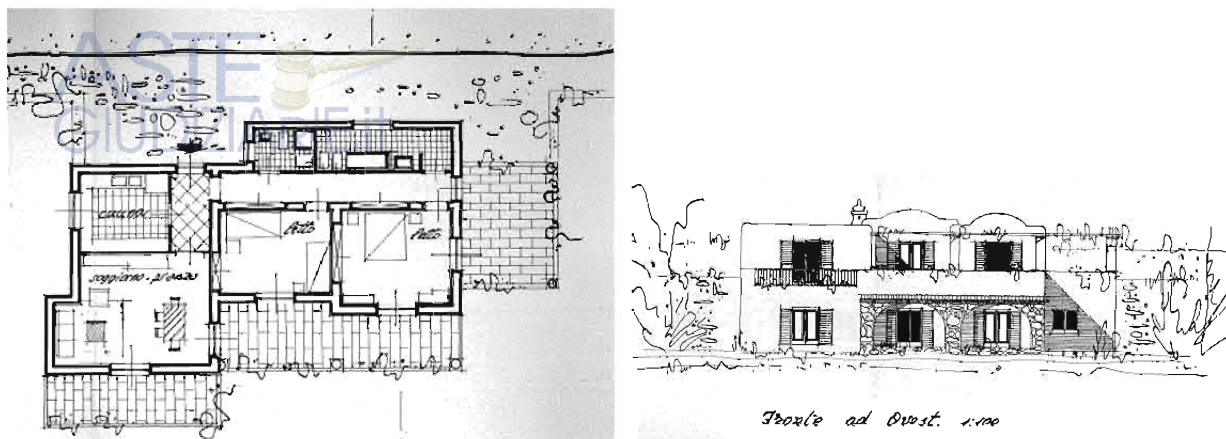 ASTE
GIUDIZIARIE.it
cucina
letto
letto
soggiorno-pranzo
Fronte ad Ovest. 1:100